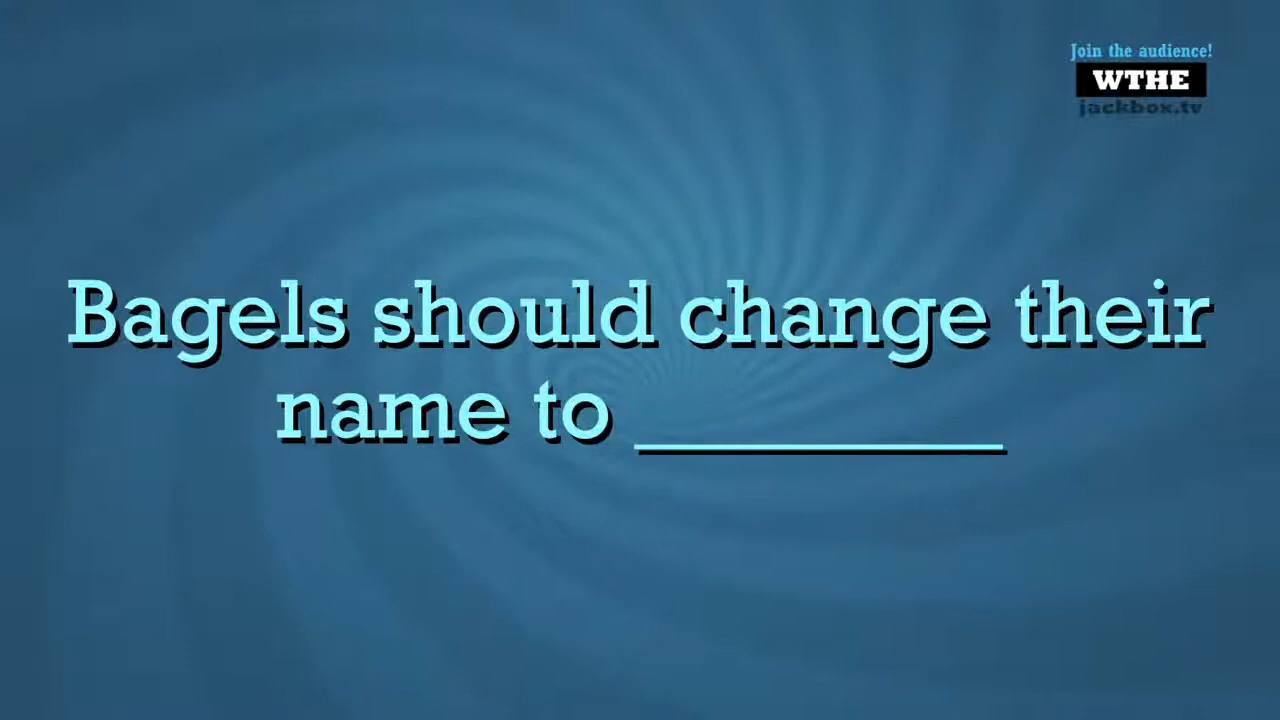 Join the audience!
WTHE
jackbox.tv
Bagels should change their
name to ________